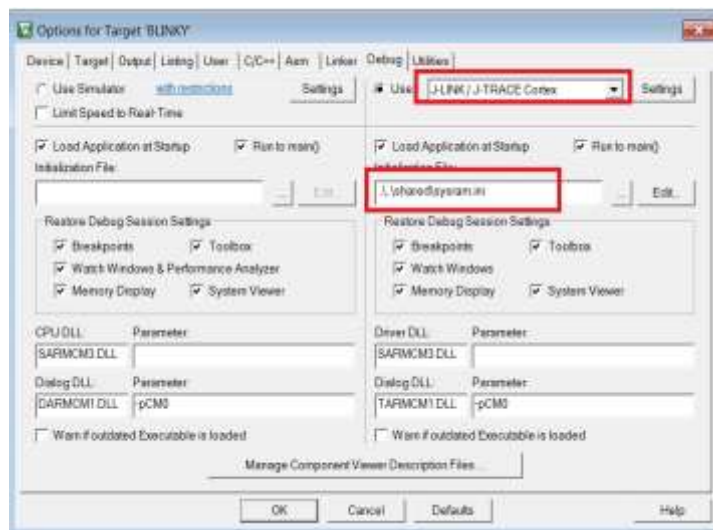 Options for Target 'BLINKY'
Device Target Output Listing User C/C++ Asm Linker Debug Utilities
Use Simulator with restrictions Settings
Limit Speed to Real-Time
Use: J-LINK / J-TRACE Cortex Settings
Load Application at Startup Run to main()
Initialization File:
... Edit...
Load Application at Startup Run to main()
Initialization File:
... Edit...
Restore Debug Session Settings
Breakpoints Toolbox
Watch Windows & Performance Analyzer
Memory Display System Viewer
Restore Debug Session Settings
Breakpoints Toolbox
Watch Windows
Memory Display System Viewer
CPU DLL: Parameter:
SARMCM3.DLL
Dialog DLL: Parameter:
DARMCM1.DLL -pCM0
Warn if outdated Executable is loaded
Driver DLL: Parameter:
SARMCM3.DLL
Dialog DLL: Parameter:
TARMCM1.DLL -pCM0
Warn if outdated Executable is loaded
Manage Component Viewer Description Files ...
OK Cancel Defaults Help